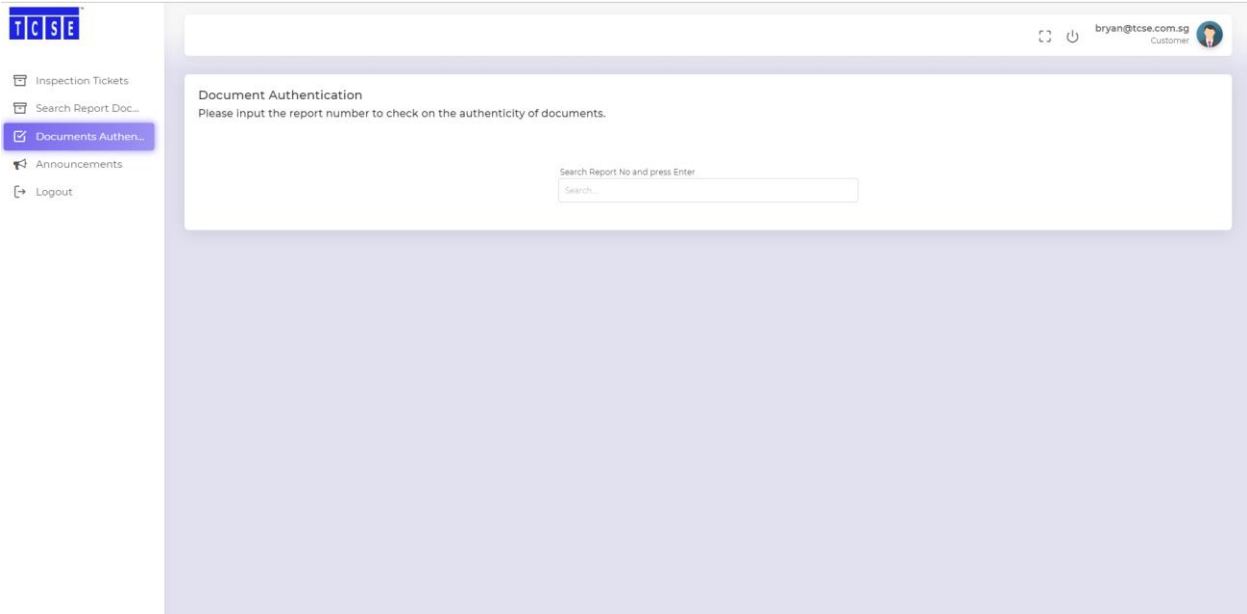 TCSE
bryan@tcse.com.sg
Customer
Inspection Tickets
Search Report Doc...
Documents Authen...
Announcements
Logout
Document Authentication
Please input the report number to check on the authenticity of documents.
Search Report No and press Enter
Search...